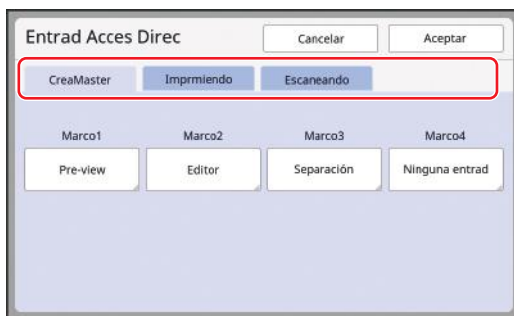 Entrad Acces Direc Cancelar Aceptar
CreaMaster Imprmiendo Escaneando
Marco1 Marco2 Marco3 Marco4
Pre-view Editor Separación Ninguna entrad